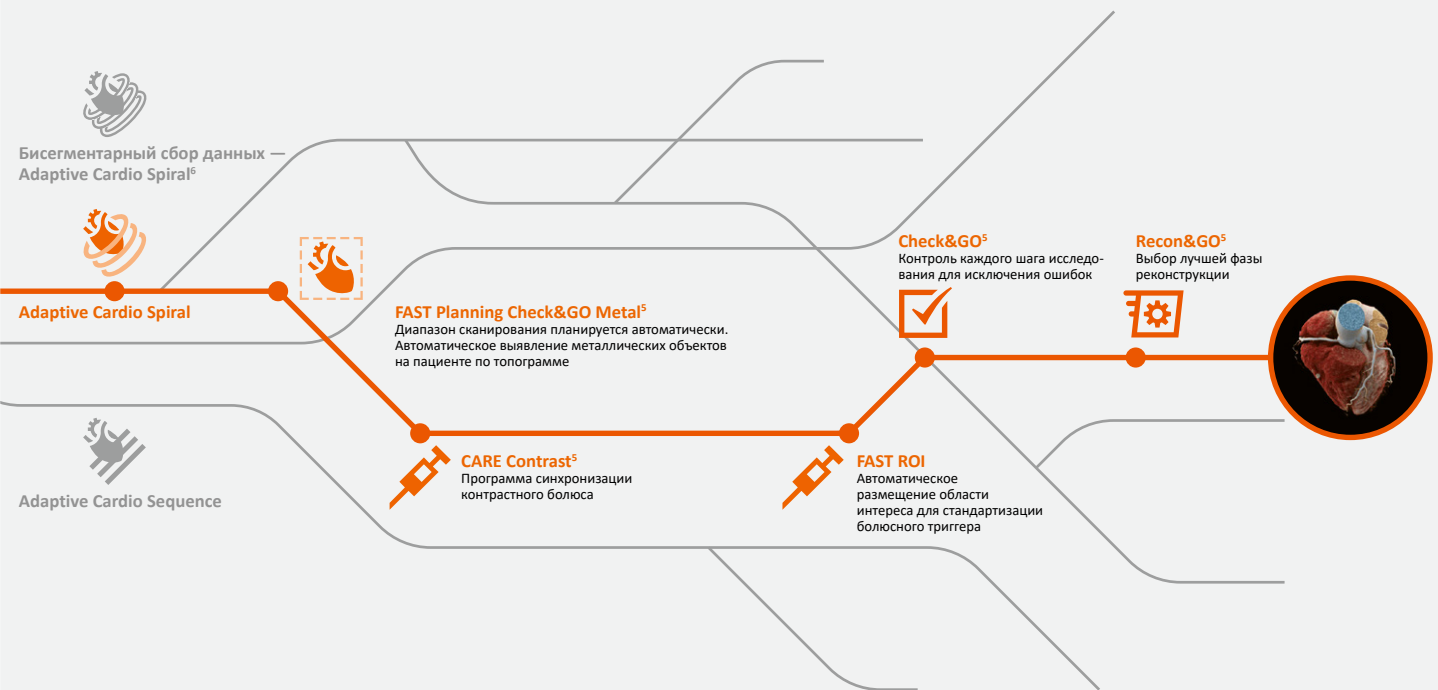 Бисегментарный сбор данных —
Adaptive Cardio Spiral⁶
Adaptive Cardio Spiral
FAST Planning Check&GO Metal⁵
Диапазон сканирования планируется автоматически.
Автоматическое выявление металлических объектов
на пациенте по топограмме
Check&GO⁵
Контроль каждого шага исследо-
вания для исключения ошибок
Recon&GO⁵
Выбор лучшей фазы
реконструкции
Adaptive Cardio Sequence
CARE Contrast⁵
Программа синхронизации
контрастного болюса
FAST ROI
Автоматическое
размещение области
интереса для стандартизации
болюсного триггера